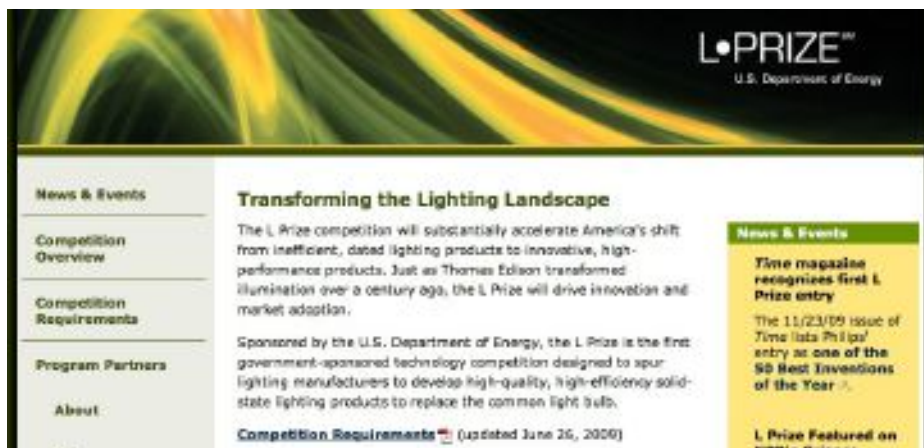 L•PRIZE℠
U.S. Department of Energy
News & Events
Competition
Overview
Competition
Requirements
Program Partners
About
Transforming the Lighting Landscape
The L Prize competition will substantially accelerate America's shift
from inefficient, dated lighting products to innovative, high-
performance products. Just as Thomas Edison transformed
illumination over a century ago, the L Prize will drive innovation and
market adoption.
Sponsored by the U.S. Department of Energy, the L Prize is the first
government-sponsored technology competition designed to spur
lighting manufacturers to develop high-quality, high-efficiency solid-
state lighting products to replace the common light bulb.
Competition Requirements (updated June 26, 2009)
News & Events
Time magazine
recognizes first L
Prize entry
The 11/23/09 issue of
Time lists Philips'
entry as one of the
50 Best Inventions
of the Year
L Prize Featured on